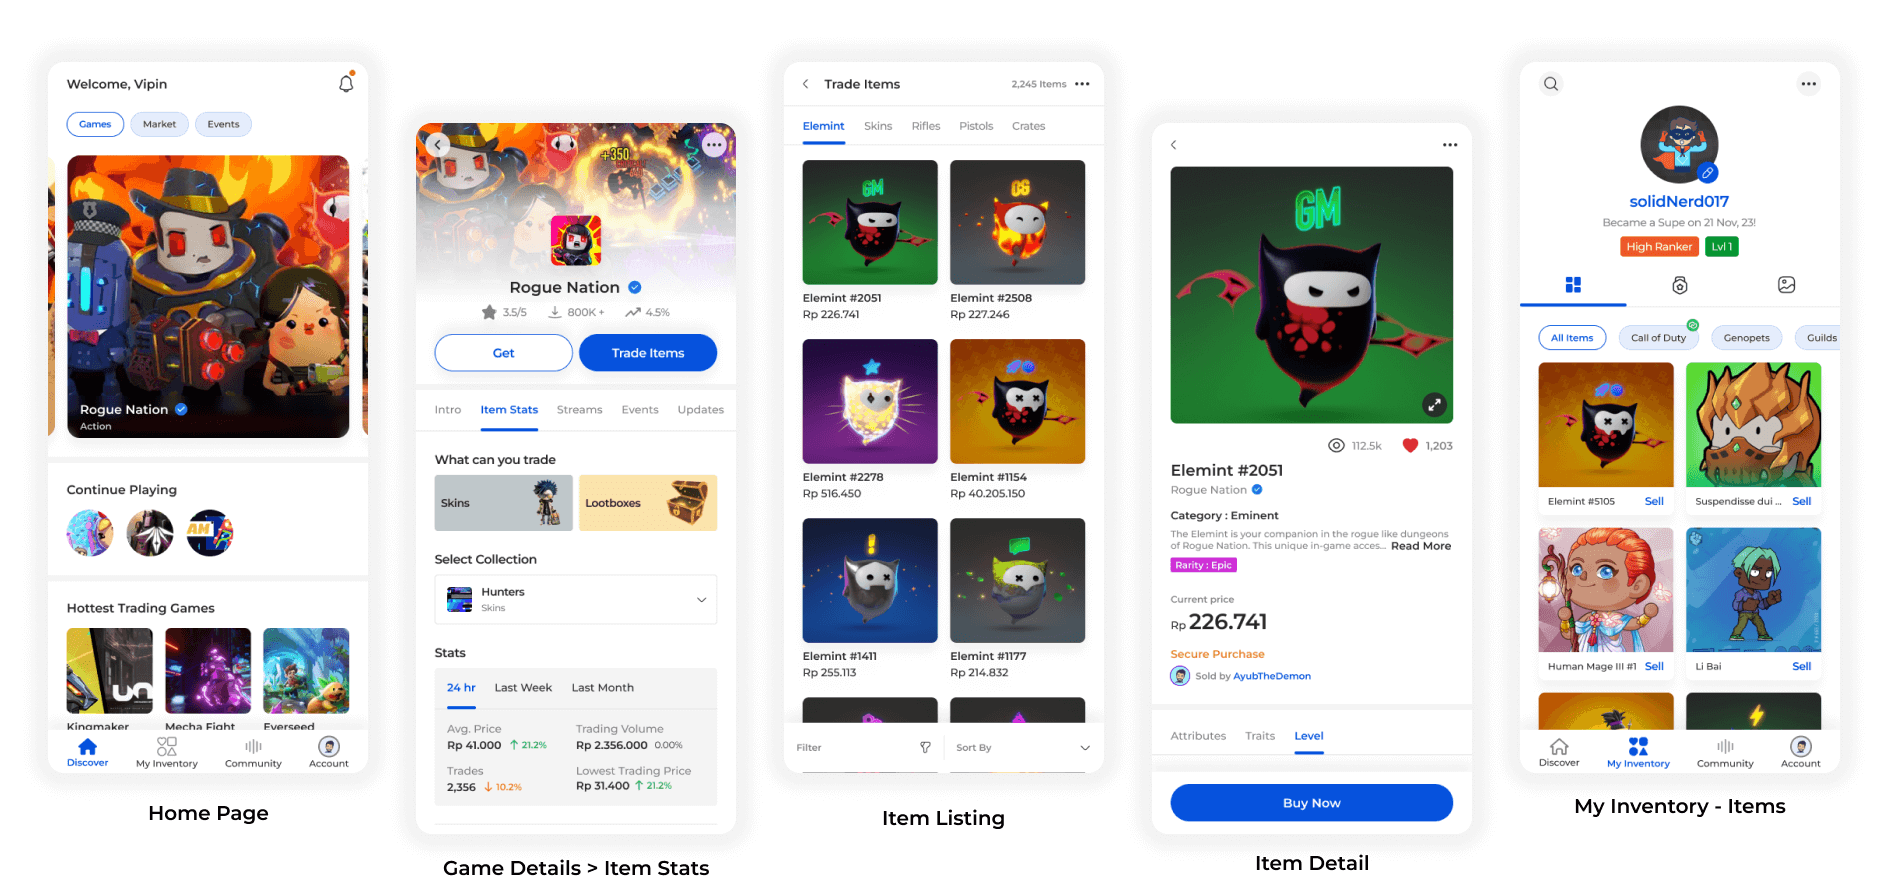 Welcome, Vipin
Games
Market
Events
Rogue Nation
Action
Continue Playing
AM
Hottest Trading Games
Kingmaker
Mecha Fight
Everseed
Discover
My Inventory
Community
Account
Home Page
+350
Rogue Nation
3.5/5
800K +
4.5%
Get
Trade Items
Intro
Item Stats
Streams
Events
Updates
What can you trade
Skins
Lootboxes
Select Collection
Hunters
Skins
Stats
24 hr
Last Week
Last Month
Avg. Price
Trading Volume
Rp 41.000 21.2%
Rp 2.356.000 0.00%
Trades
Lowest Trading Price
2,356 10.2%
Rp 31.400 21.2%
Game Details > Item Stats
Trade Items
2,245 Items
Elemint
Skins
Rifles
Pistols
Crates
GM
Elemint #2051
Rp 226.741
Elemint #2508
Rp 227.246
Elemint #2278
Rp 516.450
Elemint #1154
Rp 40.205.150
Elemint #1411
Rp 255.113
Elemint #1177
Rp 214.832
Filter
Sort By
Item Listing
GM
112.5k
1,203
Elemint #2051
Rogue Nation
Category : Eminent
The Elemint is your companion in the rogue like dungeons
of Rogue Nation. This unique in-game acces... Read More
Rarity : Epic
Current price
Rp 226.741
Secure Purchase
Sold by AyubTheDemon
Attributes
Traits
Level
Buy Now
Item Detail
solidNerd017
Became a Supe on 21 Nov, 23!
High Ranker
Lvl 1
All Items
Call of Duty
Genopets
Guilds
Elemint #5105
Sell
Suspendisse dui ...
Sell
Human Mage III #1
Sell
Li Bai
Sell
Discover
My Inventory
Community
Account
My Inventory - Items